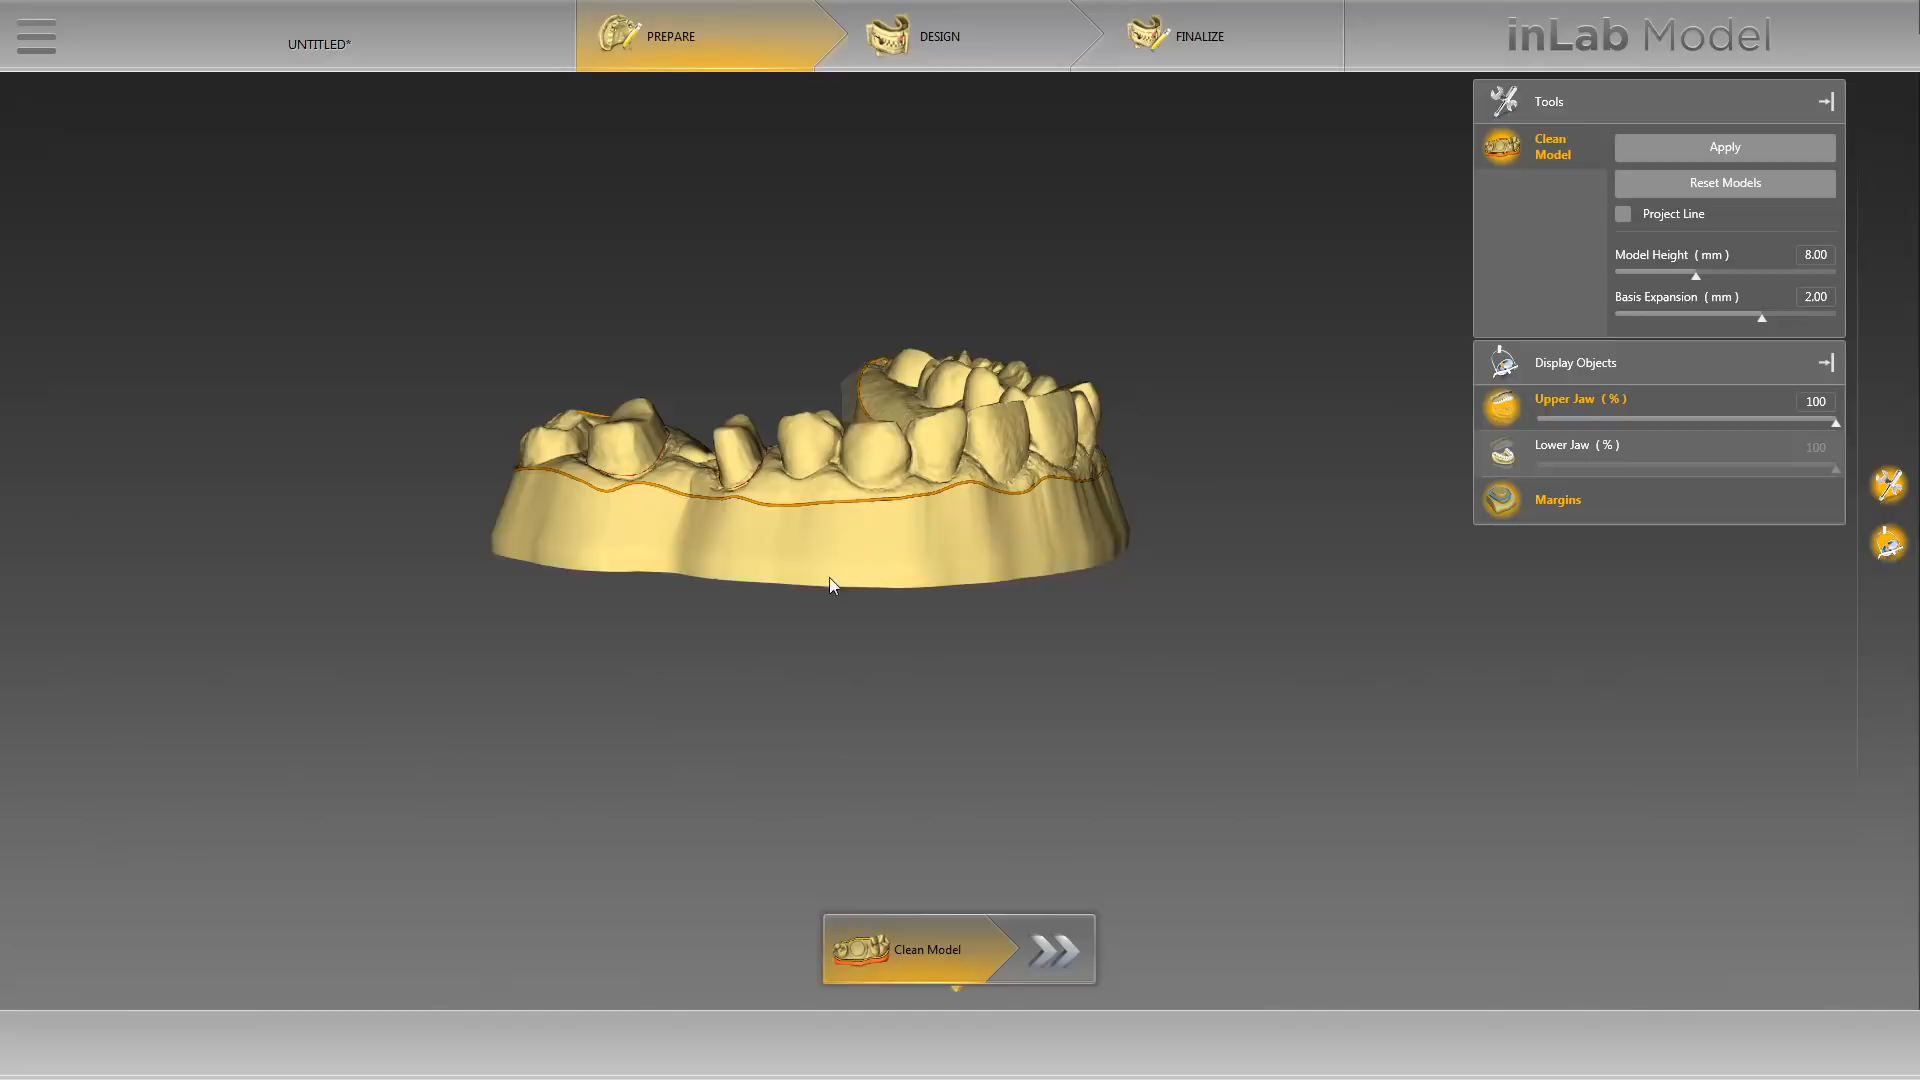 UNTITLED*
PREPARE
DESIGN
FINALIZE
inLab Model
Tools
Clean
Model
Apply
Reset Models
Project Line
Model Height ( mm )
8.00
Basis Expansion ( mm )
2.00
Display Objects
Upper Jaw ( % )
100
Lower Jaw ( % )
100
Margins
Clean Model